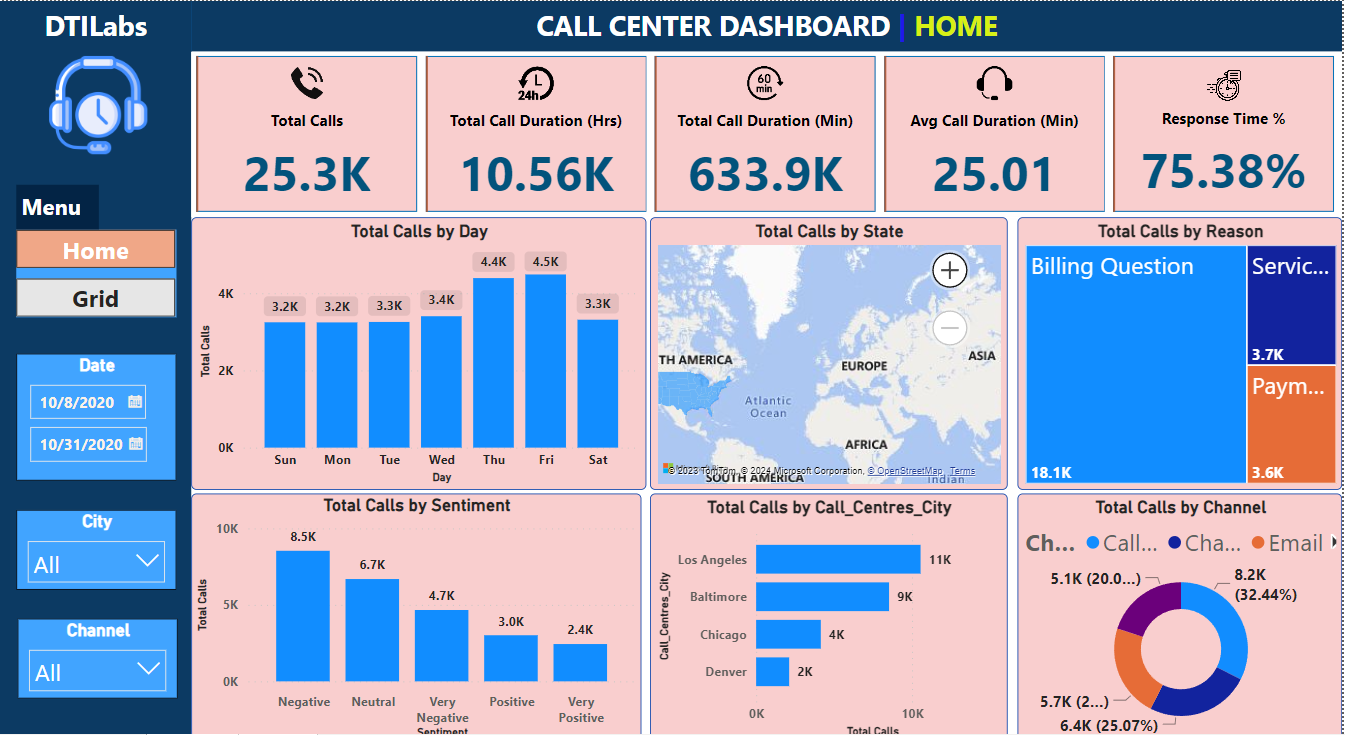 DTILabs
CALL CENTER DASHBOARD | HOME
Menu
Home
Grid
Date
10/8/2020
10/31/2020
City
All
Channel
All
Total Calls
25.3K
24h
Total Call Duration (Hrs)
10.56K
60
min
Total Call Duration (Min)
633.9K
Avg Call Duration (Min)
25.01
Response Time %
75.38%
Total Calls by Day
4.4K 4.5K
3.2K 3.2K 3.3K 3.4K 3.3K
4K
2K
0K
Total Calls
Sun Mon Tue Wed Thu Fri Sat
Day
Total Calls by State
TH AMERICA
EUROPE
ASIA
Atlantic
Ocean
AFRICA
© 2023 TomTom, © 2024 Microsoft Corporation, © OpenStreetMap Terms
SOUTH AMERICA
Indian
Total Calls by Reason
Billing Question
18.1K
Servic...
3.7K
Paym...
3.6K
Total Calls by Sentiment
10K
5K
0K
Total Calls
8.5K
6.7K
4.7K
3.0K
2.4K
Negative Neutral Very Negative Positive Very Positive
Sentiment
Total Calls by Call_Centres_City
Call_Centres_City
Los Angeles 11K
Baltimore 9K
Chicago 4K
Denver 2K
0K 10K
Total Calls
Total Calls by Channel
Ch... Call... Cha... Email
5.1K (20.0...)
8.2K
(32.44%)
5.7K (2...)
6.4K (25.07%)